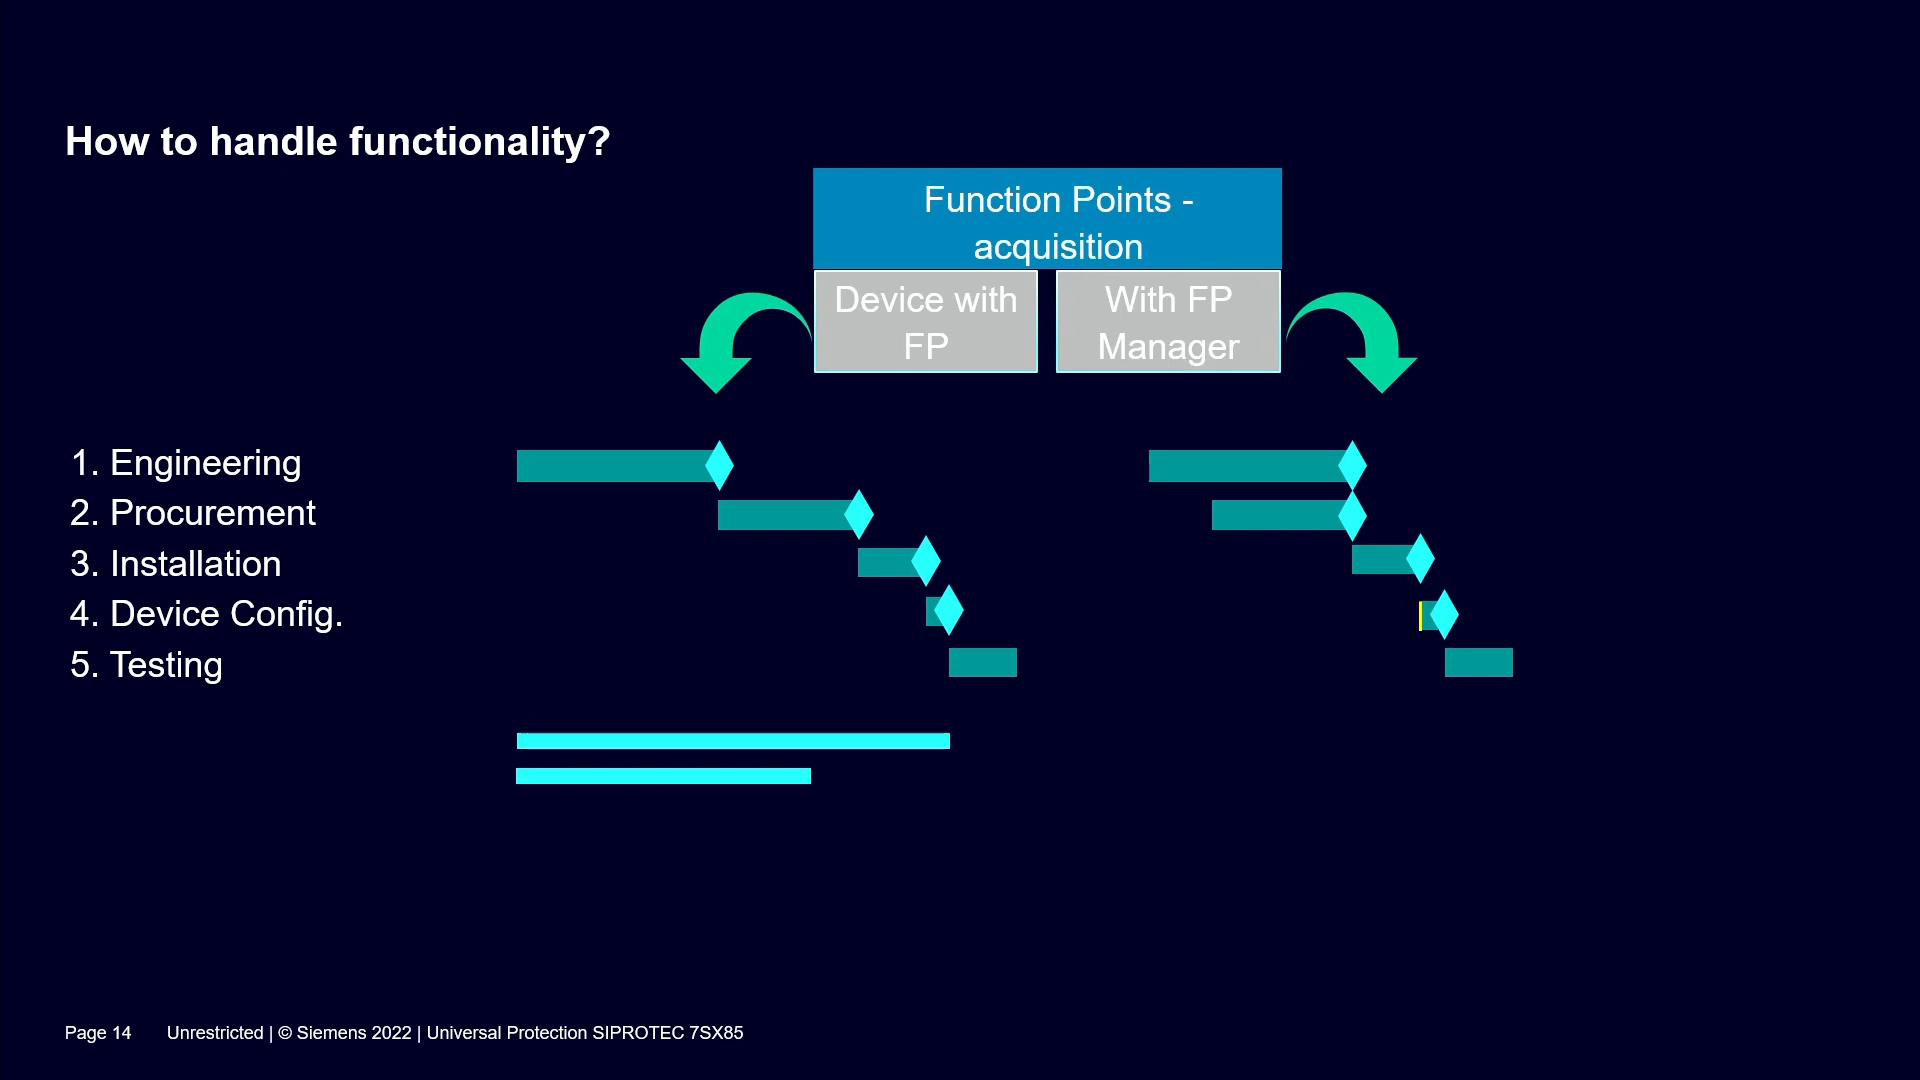 How to handle functionality?
Function Points -
acquisition
Device with
FP
With FP
Manager
1. Engineering
2. Procurement
3. Installation
4. Device Config.
5. Testing
Page 14 Unrestricted | © Siemens 2022 | Universal Protection SIPROTEC 7SX85